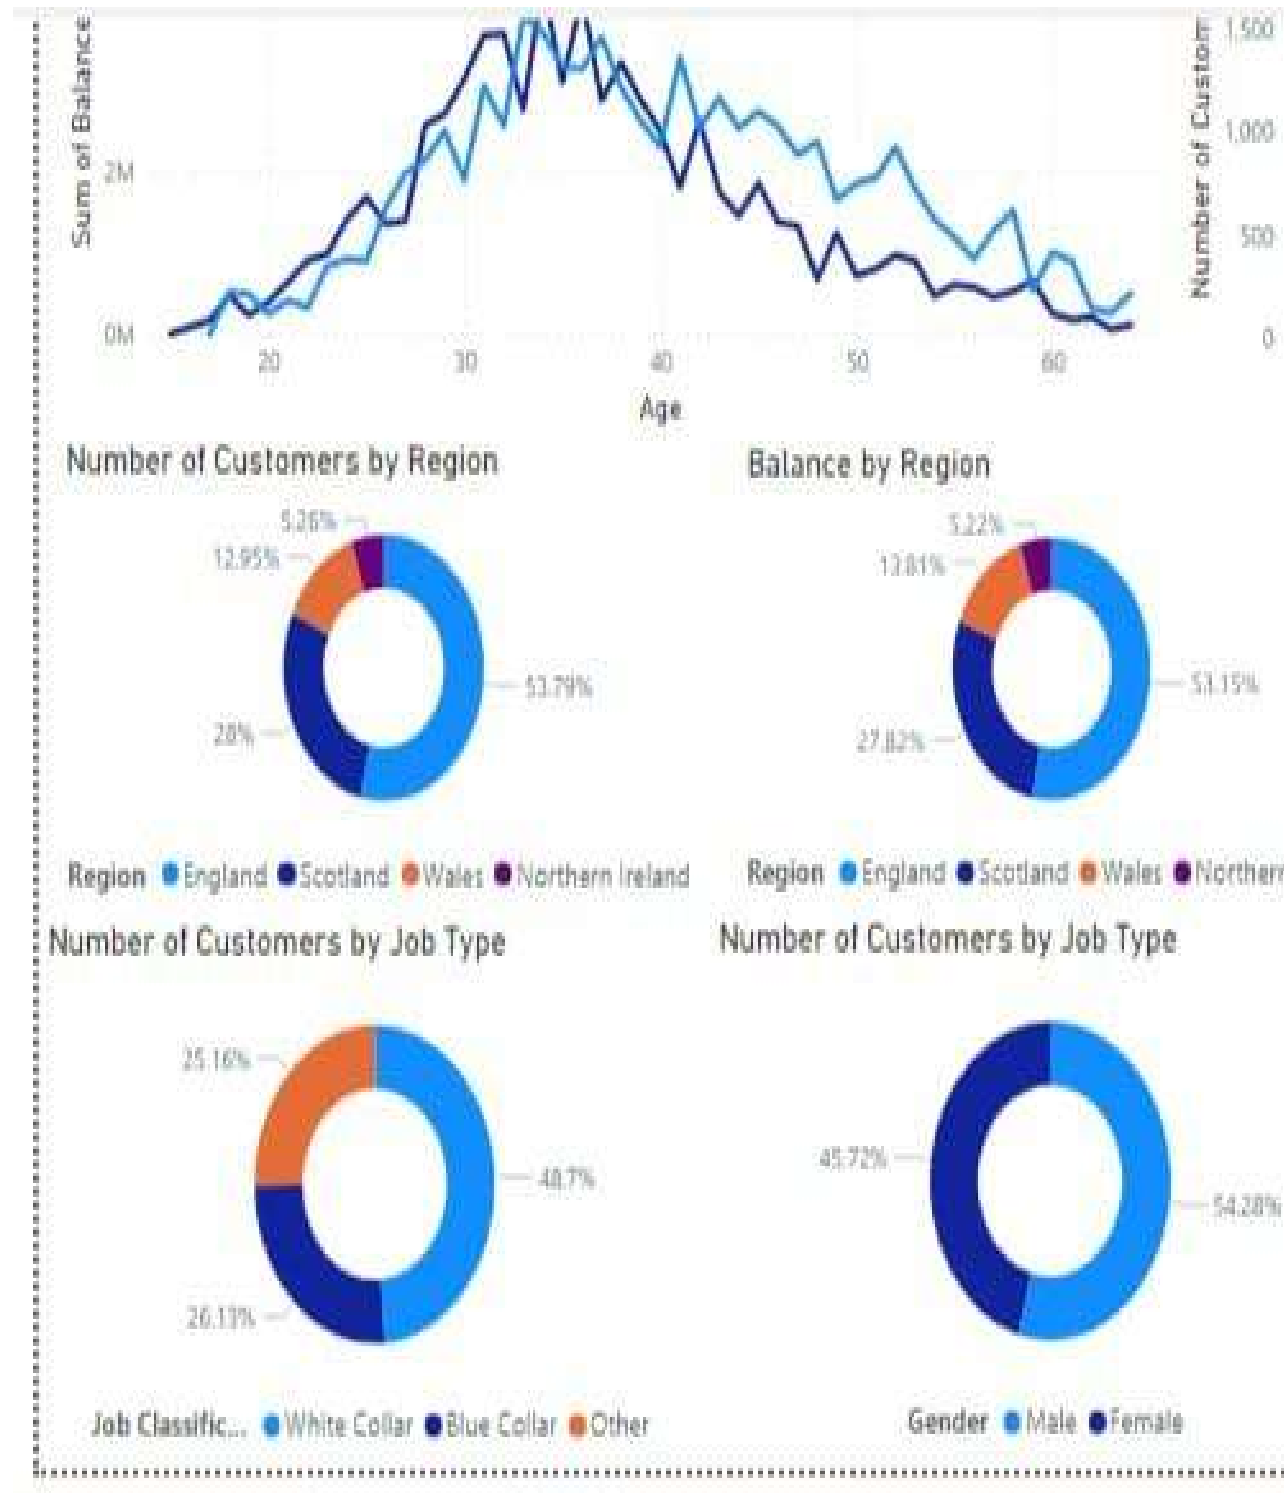 Sum of Balance
2M
0M
20 30 40 50 60
Age
Number of Custom
1,500
1,000
500
0
Number of Customers by Region
5.26%
12.95%
53.79%
28%
Region England Scotland Wales Northern Ireland
Balance by Region
5.22%
13.81%
53.15%
27.82%
Region England Scotland Wales Northern
Number of Customers by Job Type
25.16%
48.7%
26.13%
Job Classific... White Collar Blue Collar Other
Number of Customers by Job Type
45.72%
54.28%
Gender Male Female